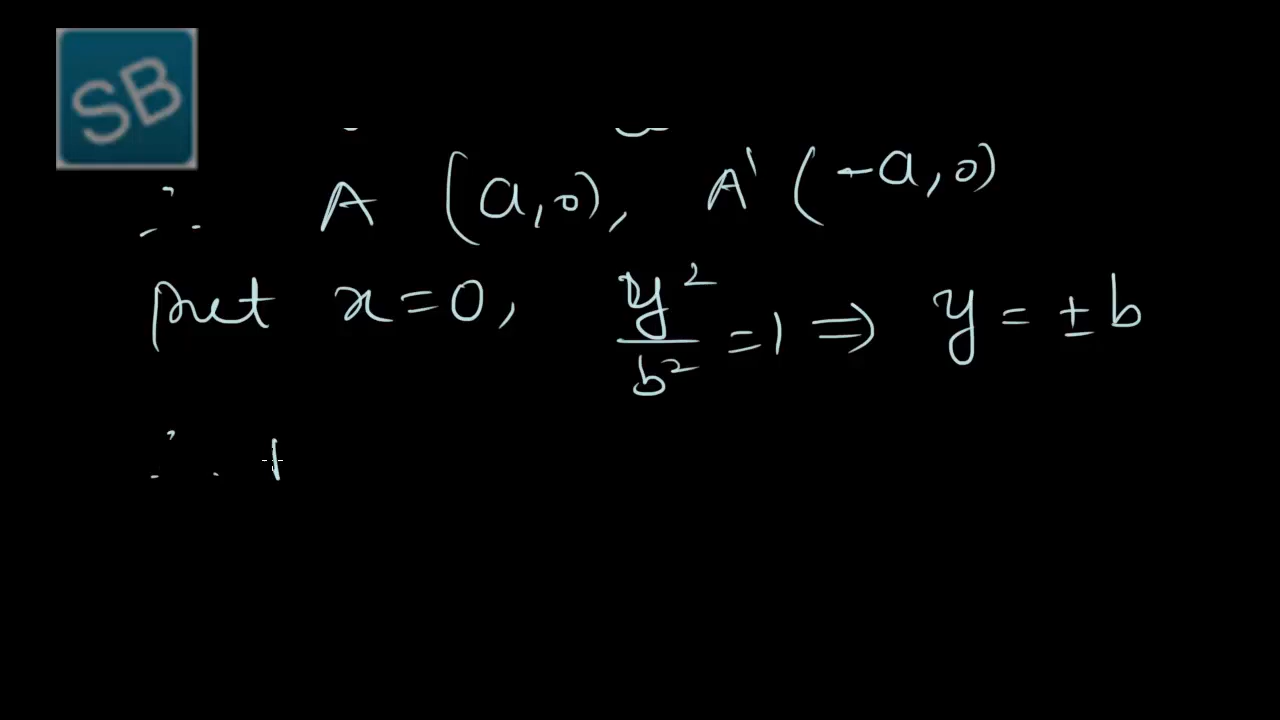 SB
∴ A (a,0), A' (-a,0)
put x=0, y²/b² =1 ⇒ y = ±b
∴